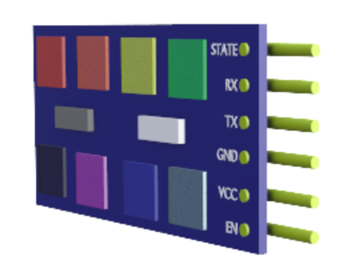 STATE
RX
TX
GND
VCC
EN